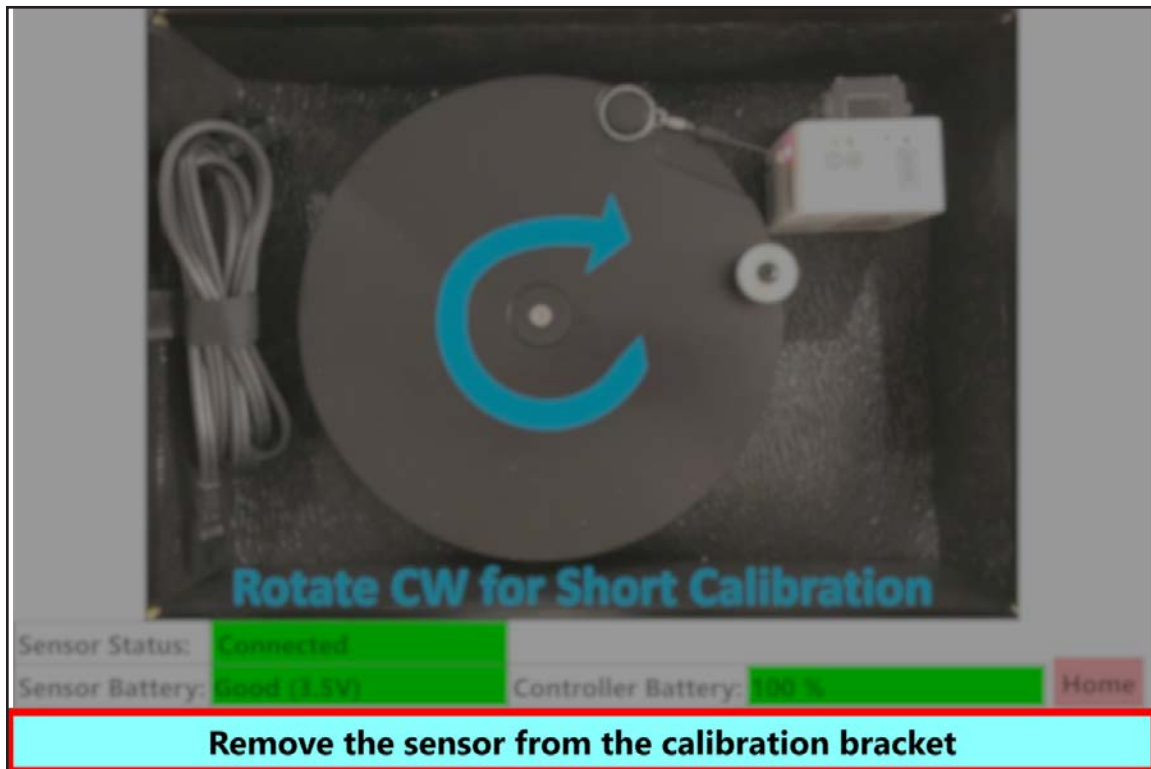 Rotate CW for Short Calibration
Sensor Status: Connected
Sensor Battery: Good (3.5V) Controller Battery: 100 % Home
Remove the sensor from the calibration bracket